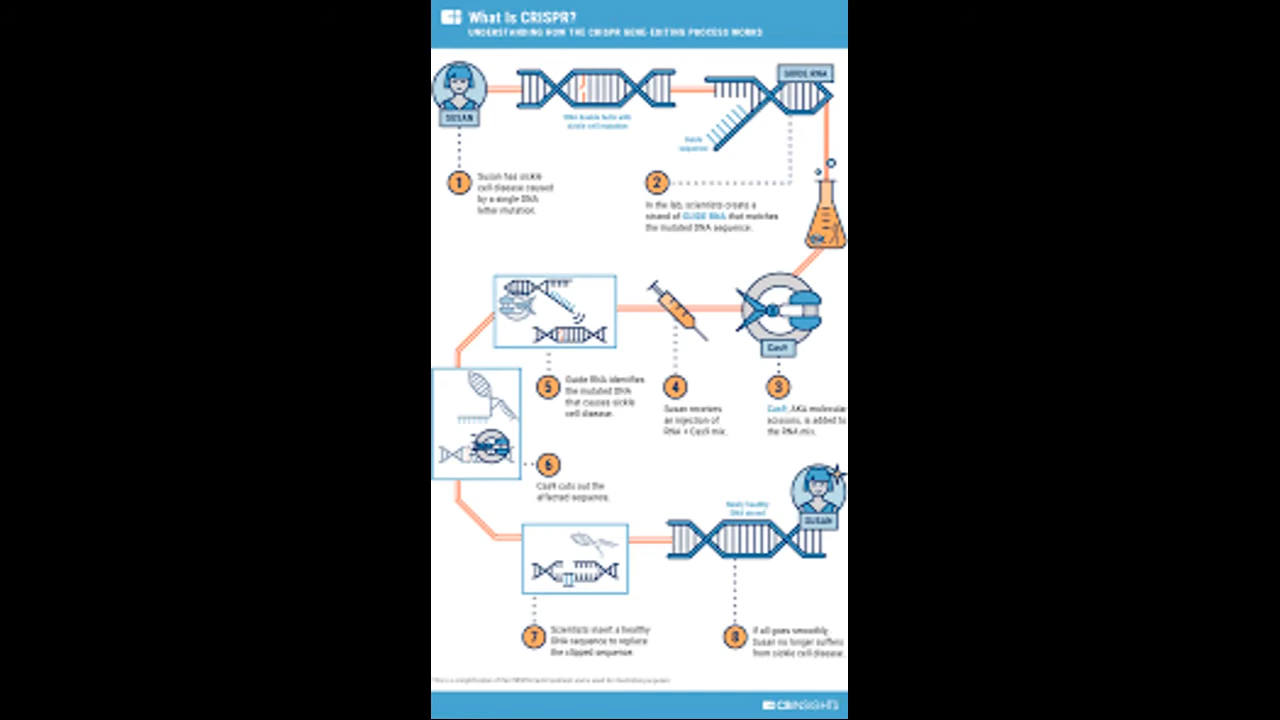 What Is CRISPR?
UNDERSTANDING HOW THE CRISPR GENE-EDITING PROCESS WORKS
SUSAN
DNA double helix with
sickle cell mutation
GUIDE RNA
sequence
1
Susan has sickle
cell disease caused
by a single DNA
letter mutation.
2
In the lab, scientists create a
strand of GUIDE RNA that matches
the mutated DNA sequence.
Cas9
5
Guide RNA identifies
the mutated DNA
that causes sickle
cell disease.
4
Susan receives
an injection of
RNA + Cas9 mix.
3
Cas9, AKA molecular
scissors, is added to
the RNA mix.
6
Cas9 cuts out the
affected sequence.
Newly healthy
DNA strand
SUSAN
7
Scientists insert a healthy
DNA sequence to replace
the clipped sequence.
8
If all goes smoothly,
Susan no longer suffers
from sickle cell disease.
CBINSIGHTS